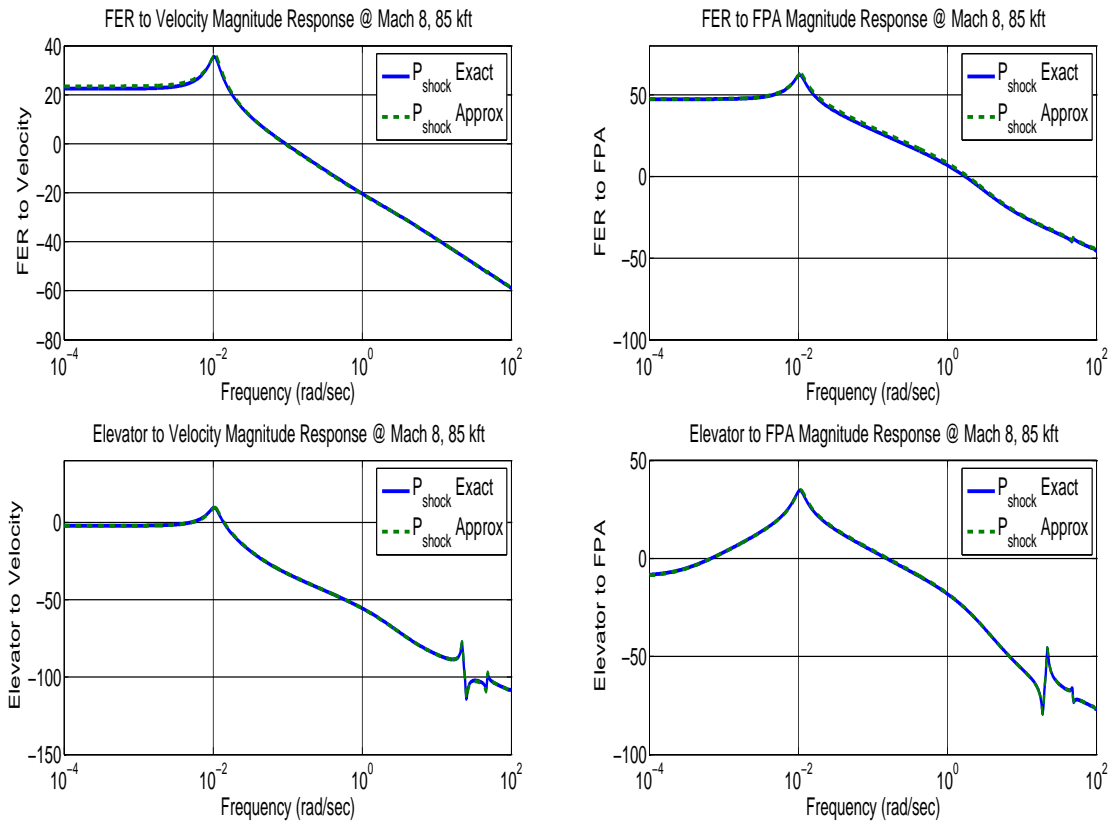 FER to Velocity Magnitude Response @ Mach 8, 85 kft
FER to Velocity
40
20
0
−20
−40
−60
−80
10^−4
10^−2
10^0
10^2
Frequency (rad/sec)
P_shock Exact
P_shock Approx
FER to FPA Magnitude Response @ Mach 8, 85 kft
FER to FPA
50
0
−50
−100
10^−4
10^−2
10^0
10^2
Frequency (rad/sec)
P_shock Exact
P_shock Approx
Elevator to Velocity Magnitude Response @ Mach 8, 85 kft
Elevator to Velocity
0
−50
−100
−150
10^−4
10^−2
10^0
10^2
Frequency (rad/sec)
P_shock Exact
P_shock Approx
Elevator to FPA Magnitude Response @ Mach 8, 85 kft
Elevator to FPA
50
0
−50
−100
10^−4
10^−2
10^0
10^2
Frequency (rad/sec)
P_shock Exact
P_shock Approx